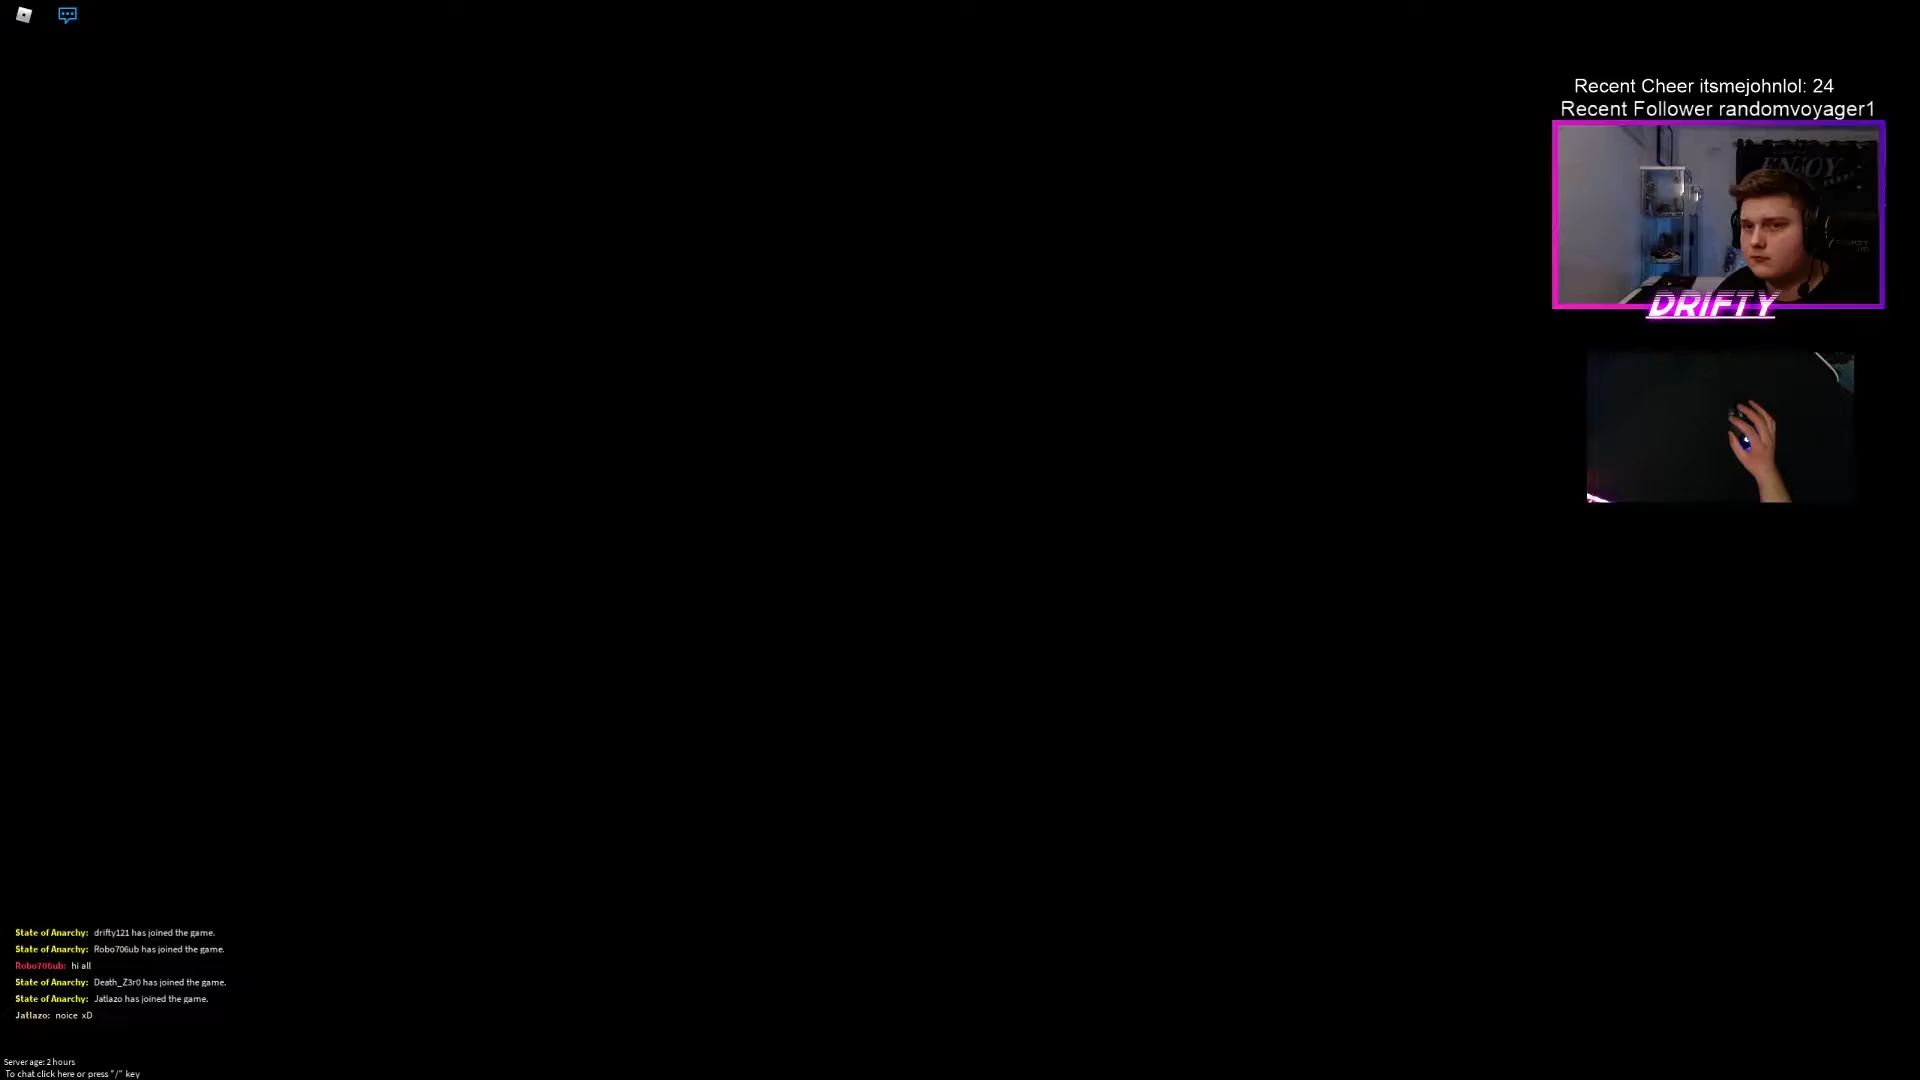 Recent Cheer itsmejohnlol: 24
Recent Follower randomvoyager1
ENJOY
DRIFTY
State of Anarchy: drifty121 has joined the game.
State of Anarchy: Robo706ub has joined the game.
Robo706ub: hi all
State of Anarchy: Death_Z3r0 has joined the game.
State of Anarchy: Jatlazo has joined the game.
Jatlazo: noice xD
Server age: 2 hours
To chat click here or press "/" key